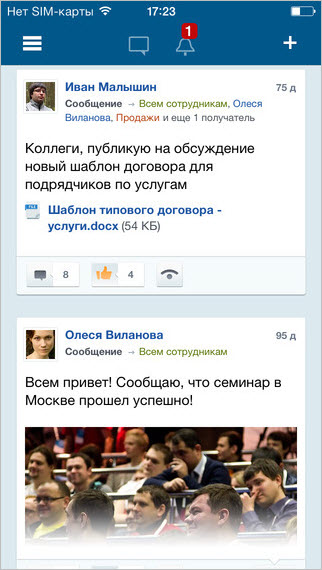 Нет SIM-карты 17:23
1
Иван Малышин 75 д
Сообщение → Всем сотрудникам, Олеся
Виланова, Продажи и еще 1 получатель
Коллеги, публикую на обсуждение
новый шаблон договора для
подрядчиков по услугам
Шаблон типового договора -
услуги.docx (54 КБ)
8 4
Олеся Виланова 95 д
Сообщение → Всем сотрудникам
Всем привет! Сообщаю, что семинар в
Москве прошел успешно!